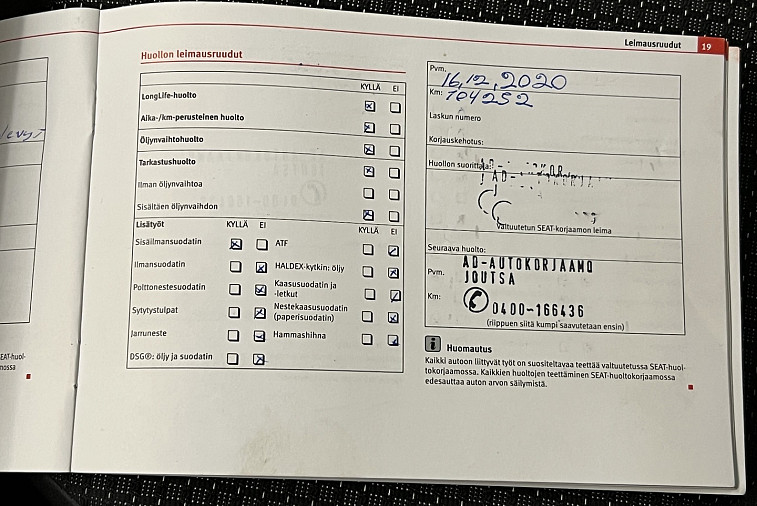 Leimausruudut 19
Huollon leimausruudut
KYLLÄ EI
LongLife-huolto
Aika-/km-perusteinen huolto
Öljynvaihtohuolto
Tarkastushuolto
Ilman öljynvaihtoa
Sisältäen öljynvaihdon
Lisätyöt KYLLÄ EI KYLLÄ EI
Sisäilmansuodatin ATF
Ilmansuodatin HALDEX-kytkin: öljy
Polttonestesuodatin Kaasusuodatin ja
-letkut
Sytytystulpat Nestekaasusuodatin
(paperisuodatin)
Jarruneste Hammashihna
DSG®: öljy ja suodatin
Pvm.
16.12.2020
Km: 104252
Laskun numero
Korjauskehotus:
Huollon suorittaja:
Valtuutetun SEAT-korjaamon leima
Seuraava huolto:
AD-AUTOKORJAAMO
Pvm. JOUTSA
Km: 0400-166436
(riippuen siitä kumpi saavutetaan ensin)
Huomautus
Kaikki autoon liittyvät työt on suositeltavaa teettää valtuutetussa SEAT-huol-
tokorjaamossa. Kaikkien huoltojen teettäminen SEAT-huoltokorjaamossa
edesauttaa auton arvon säilymistä.
EAT-huol-
mossa